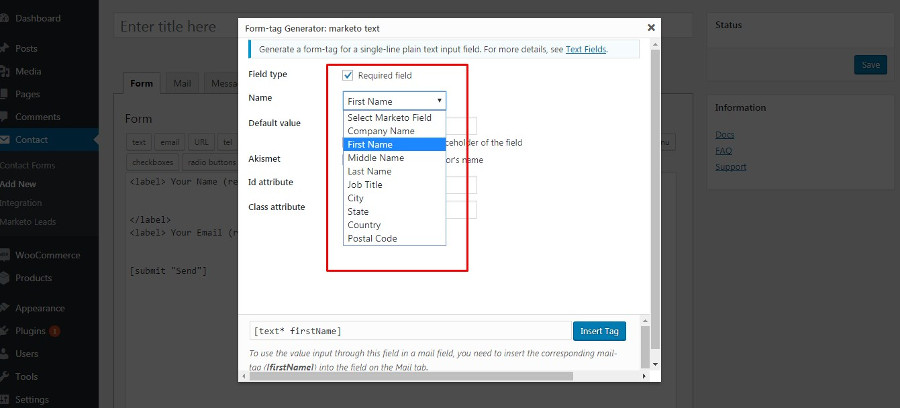 Dashboard
Posts
Media
Pages
Comments
Contact
Contact Forms
Add New
Integration
Marketo Leads
WooCommerce
Products
Appearance
Plugins 1
Users
Tools
Settings
Enter title here
Form
Mail
Form
text
email
URL
tel
checkboxes
radio buttons
<label> Your Name (re
</label>
<label> Your Email (r
[submit "Send"]
Form-tag Generator: marketo text
Generate a form-tag for a single-line plain text input field. For more details, see Text Fields.
Field type
Required field
Name
First Name
Select Marketo Field
Company Name
First Name
Middle Name
Last Name
Job Title
City
State
Country
Postal Code
Default value
of the field
Akismet
name
Id attribute
Class attribute
[text* firstName]
Insert Tag
To use the value input through this field in a mail field, you need to insert the corresponding mail-
tag ([firstName]) into the field on the Mail tab.
Status
Save
Information
Docs
FAQ
Support